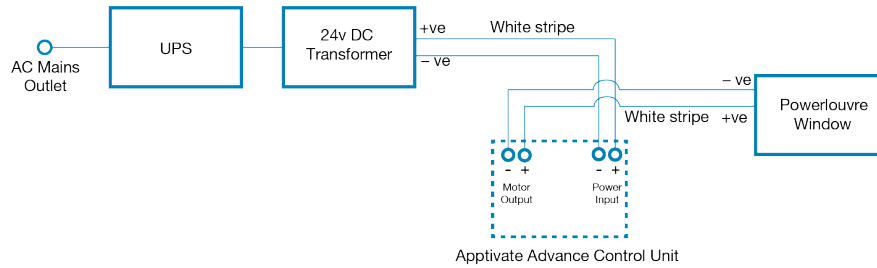 AC Mains
Outlet
UPS
24v DC
Transformer
+ve
White stripe
– ve
– ve
White stripe +ve
Powerlouvre
Window
- + - +
Motor Power
Output Input
Apptivate Advance Control Unit